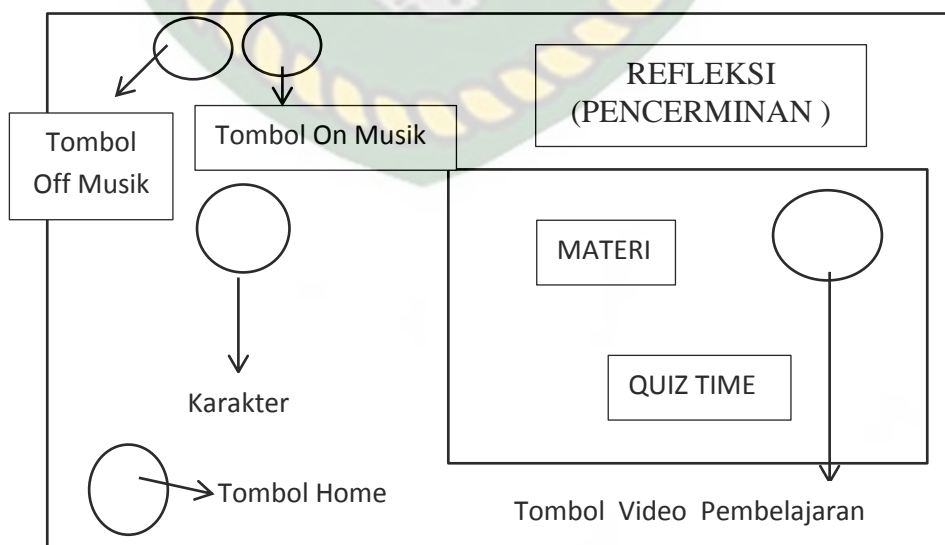 REFLEKSI
(PENCERMINAN )
Tombol
Off Musik
Tombol On Musik
MATERI
QUIZ TIME
Karakter
Tombol Home
Tombol Video Pembelajaran